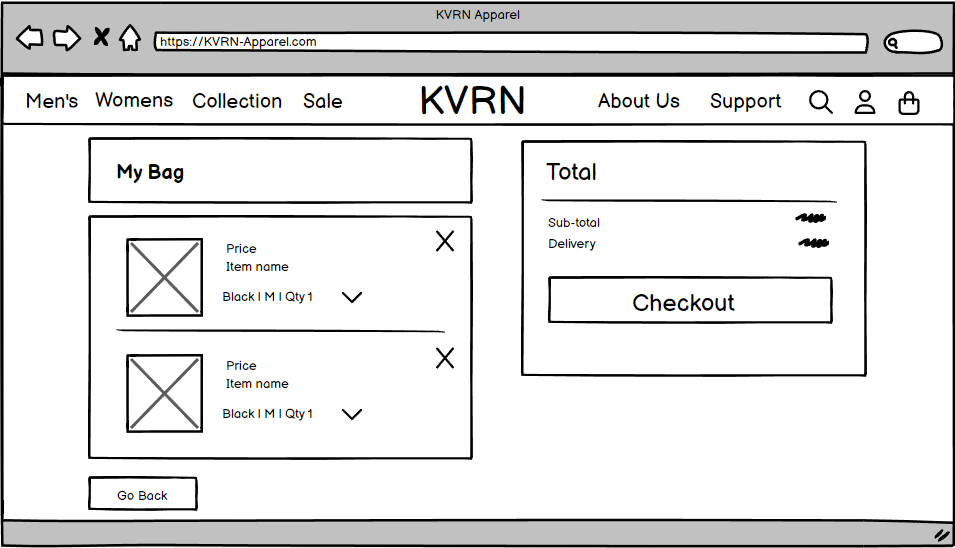 KVRN Apparel
https://KVRN-Apparel.com
Men's Womens Collection Sale KVRN About Us Support
My Bag
Price
Item name
Black | M | Qty 1
Price
Item name
Black | M | Qty 1
Go Back
Total
Sub-total
Delivery
Checkout